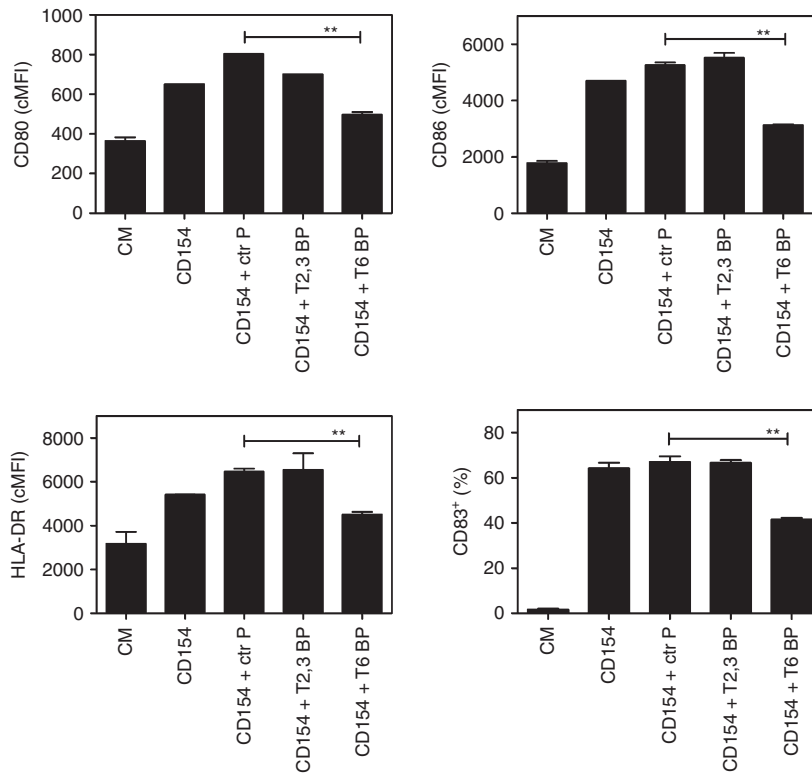 CD80 (cMFI)
1000
800
600
400
200
0
**
CM
CD154
CD154 + ctr P
CD154 + T2,3 BP
CD154 + T6 BP
CD86 (cMFI)
6000
4000
2000
0
**
CM
CD154
CD154 + ctr P
CD154 + T2,3 BP
CD154 + T6 BP
HLA-DR (cMFI)
8000
6000
4000
2000
0
**
CM
CD154
CD154 + ctr P
CD154 + T2,3 BP
CD154 + T6 BP
CD83⁺ (%)
80
60
40
20
0
**
CM
CD154
CD154 + ctr P
CD154 + T2,3 BP
CD154 + T6 BP